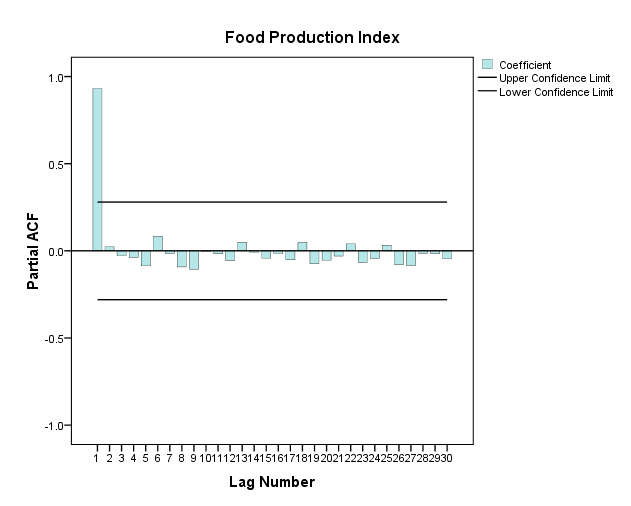 Food Production Index
Coefficient
Upper Confidence Limit
Lower Confidence Limit
1.0
0.5
0.0
-0.5
-1.0
Partial ACF
1 2 3 4 5 6 7 8 9 10 11 12 13 14 15 16 17 18 19 20 21 22 23 24 25 26 27 28 29 30
Lag Number